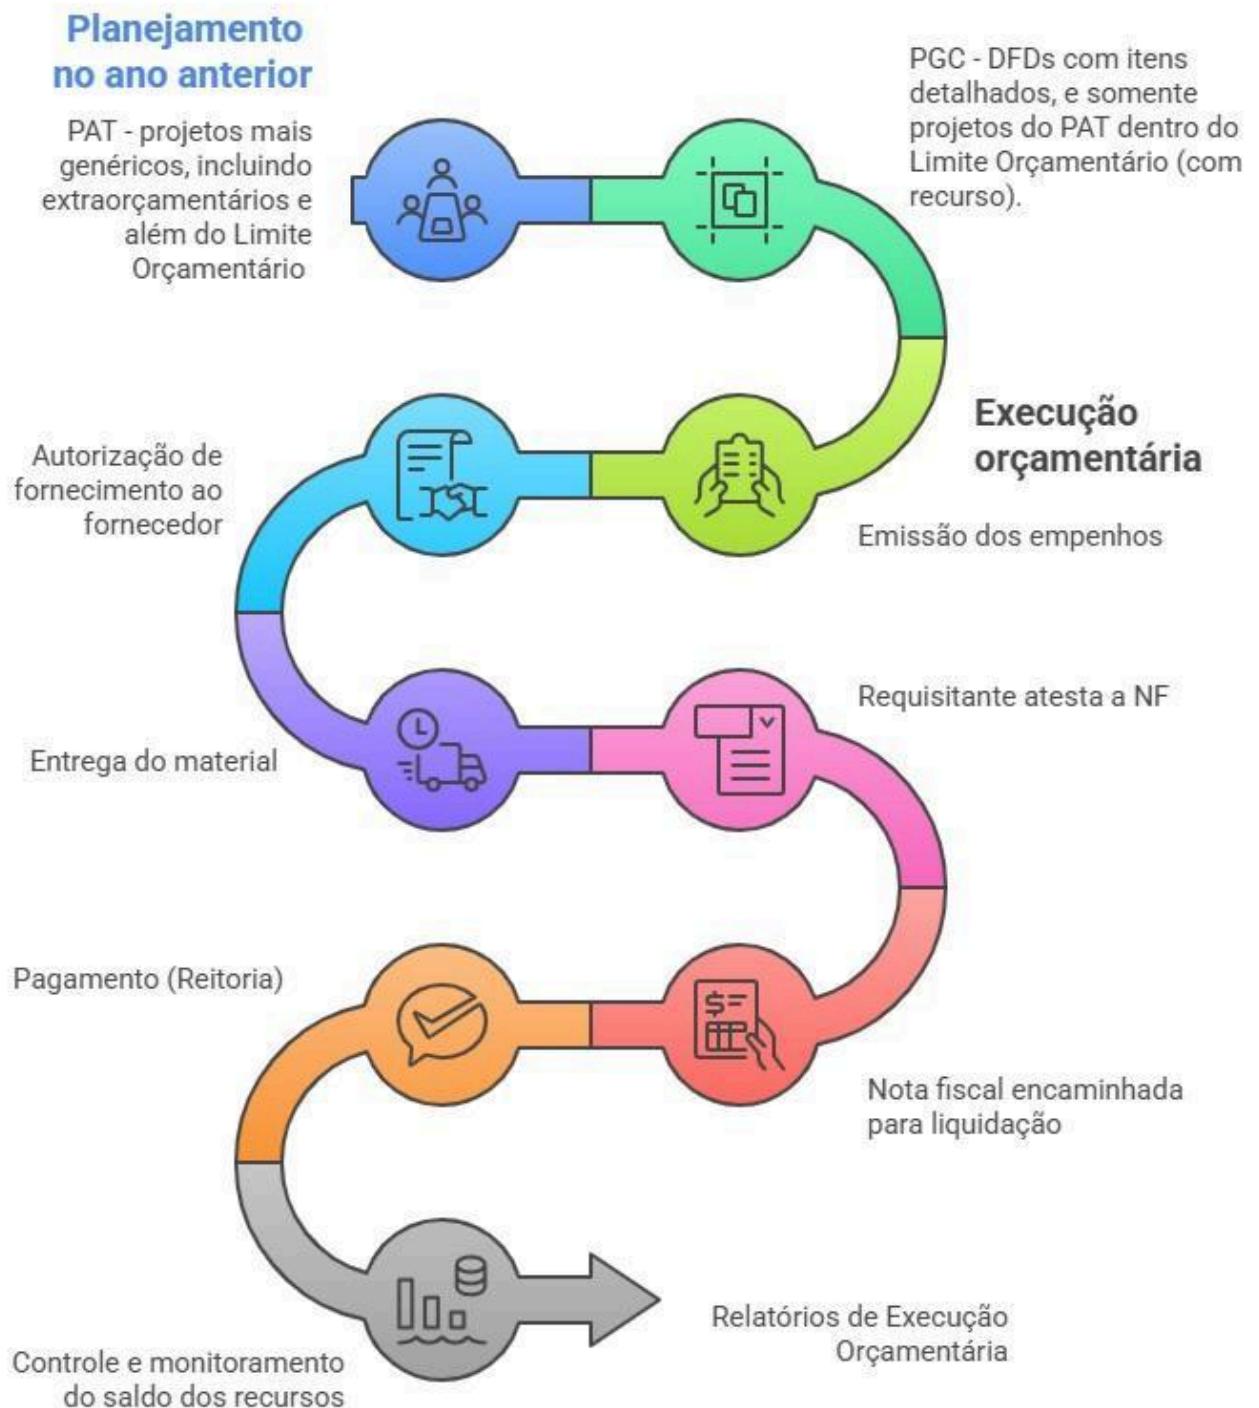 Planejamento
no ano anterior
PAT - projetos mais
genéricos, incluindo
extraorçamentários e
além do Limite
Orçamentário
PGC - DFDs com itens
detalhados, e somente
projetos do PAT dentro do
Limite Orçamentário (com
recurso).
Execução
orçamentária
Emissão dos empenhos
Autorização de
fornecimento ao
fornecedor
Entrega do material
Requisitante atesta a NF
Nota fiscal encaminhada
para liquidação
$
Pagamento (Reitoria)
Controle e monitoramento
do saldo dos recursos
Relatórios de Execução
Orçamentária